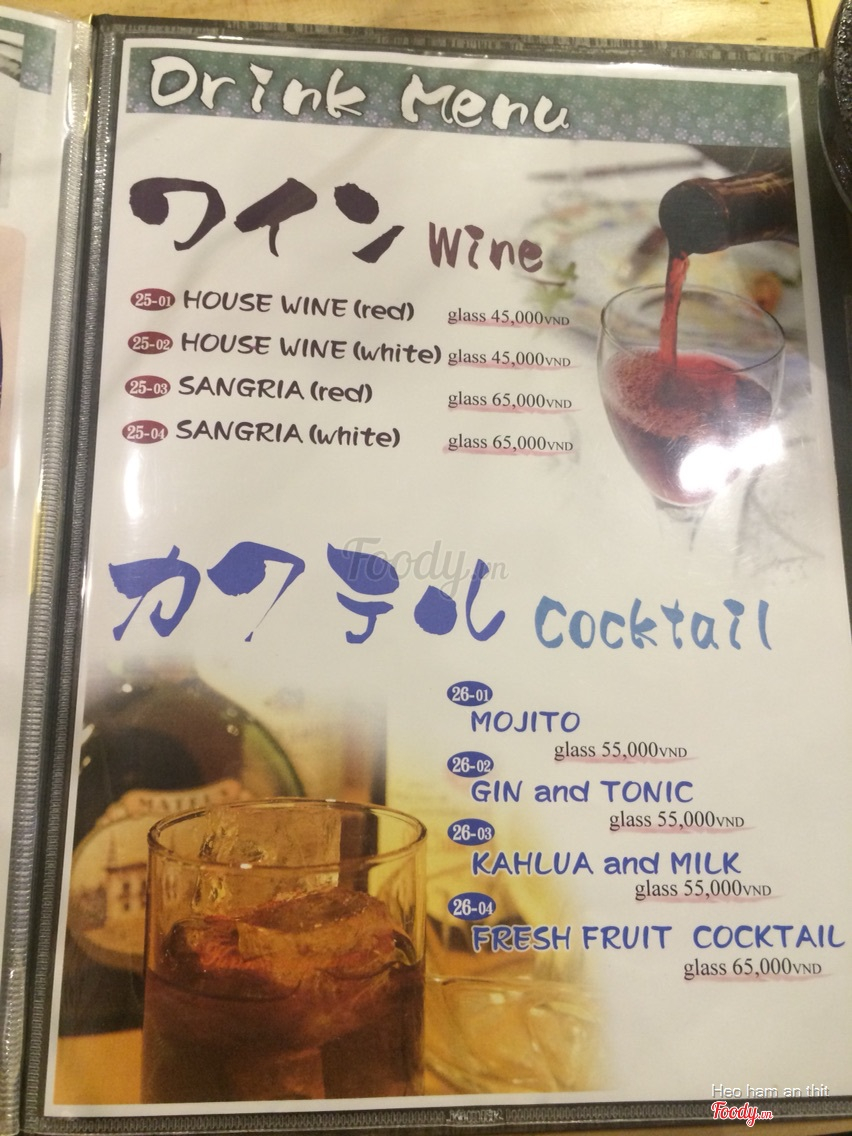 Drink Menu
ワイン Wine
25-01 HOUSE WINE (red) glass 45,000VND
25-02 HOUSE WINE (white) glass 45,000VND
25-03 SANGRIA (red) glass 65,000VND
25-04 SANGRIA (white) glass 65,000VND
Foody.vn
カクテル Cocktail
26-01
MOJITO
glass 55,000VND
26-02
GIN and TONIC
glass 55,000VND
26-03
KAHLUA and MILK
glass 55,000VND
26-04
FRESH FRUIT COCKTAIL
glass 65,000VND
Heo ham an thit
Foody.vn